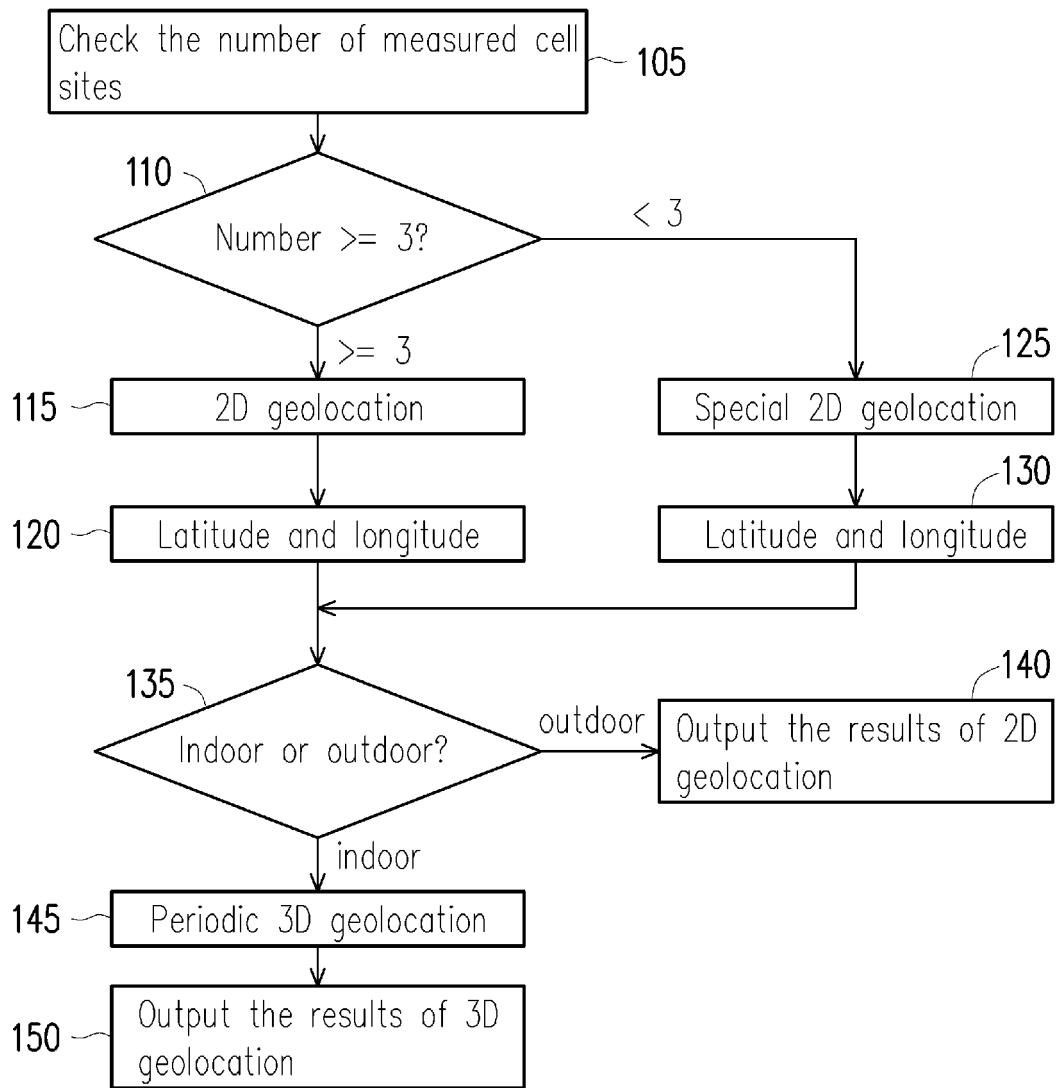 Check the number of measured cell
sites
105
110
Number >= 3?
< 3
>= 3
115
2D geolocation
125
Special 2D geolocation
120
Latitude and longitude
130
Latitude and longitude
135
Indoor or outdoor?
outdoor
140
Output the results of 2D
geolocation
indoor
145
Periodic 3D geolocation
150
Output the results of 3D
geolocation